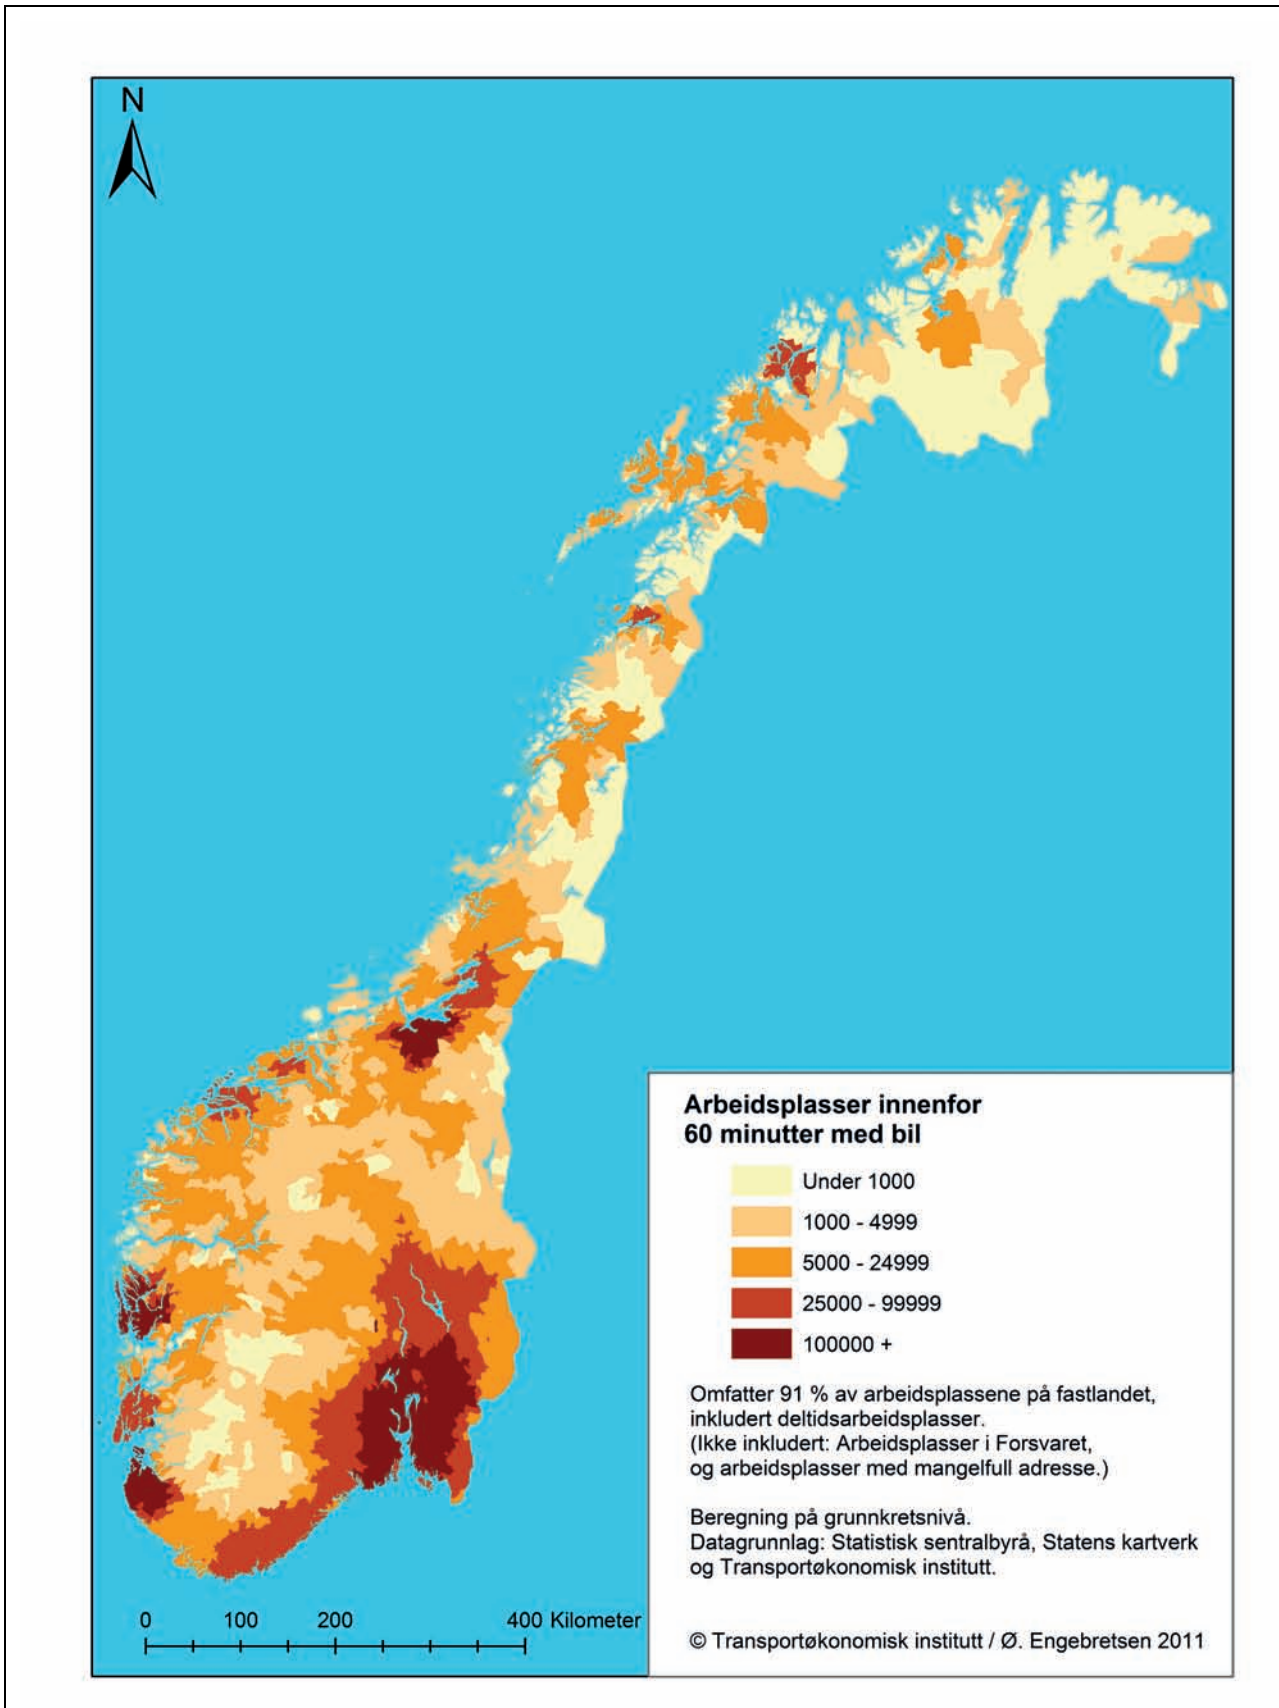 N
Arbeidsplasser innenfor
60 minutter med bil
Under 1000
1000 - 4999
5000 - 24999
25000 - 99999
100000 +
Omfatter 91 % av arbeidsplassene på fastlandet,
inkludert deltidsarbeidsplasser.
(Ikke inkludert: Arbeidsplasser i Forsvaret,
og arbeidsplasser med mangelfull adresse.)
Beregning på grunnkretsnivå.
Datagrunnlag: Statistisk sentralbyrå, Statens kartverk
og Transportøkonomisk institutt.
0 100 200 400 Kilometer
© Transportøkonomisk institutt / Ø. Engebretsen 2011